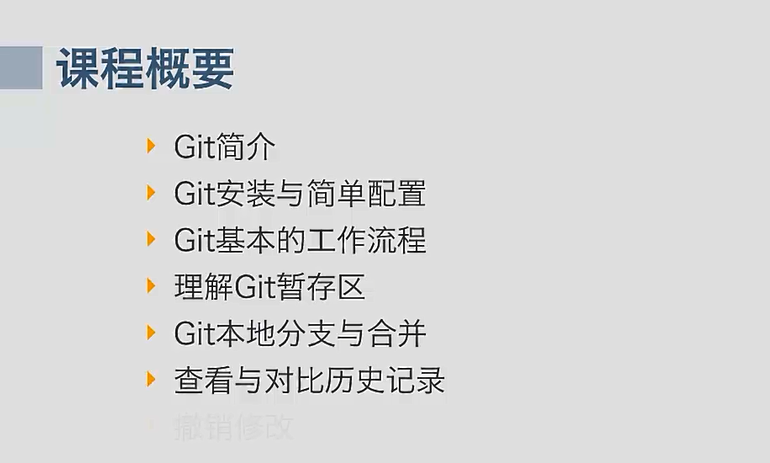 课程概要
Git简介
Git安装与简单配置
Git基本的工作流程
理解Git暂存区
Git本地分支与合并
查看与对比历史记录
撤销修改